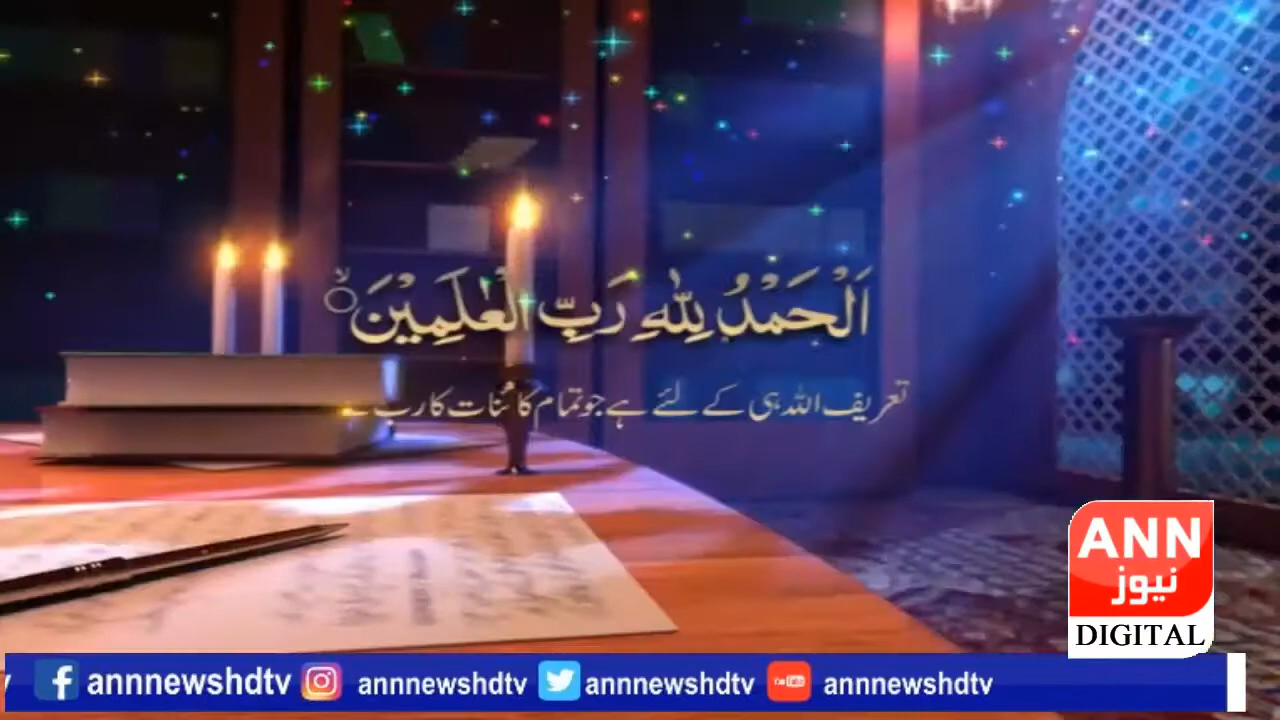 اَلْحَمْدُ لِلّٰهِ رَبِّ الْعٰلَمِيْنَ ۙ
تعریف اللہ ہی کے لئے ہے جو تمام کائنات کا رب ہے
ANN
نیوز
DIGITAL
annnewshdtv annnewshdtv annnewshdtv annnewshdtv